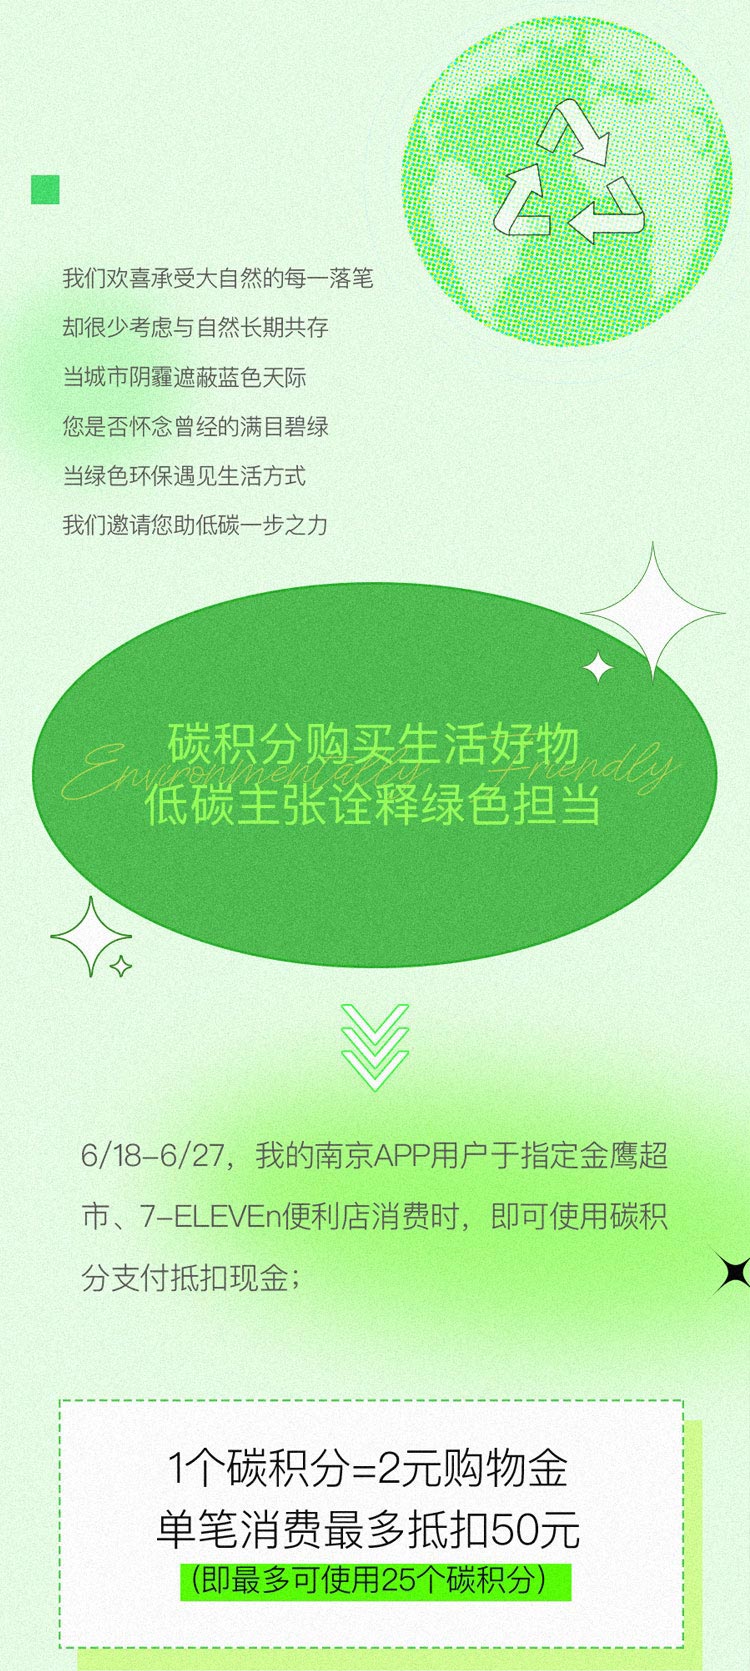 我们欢喜承受大自然的每一落笔
却很少考虑与自然长期共存
当城市阴霾遮蔽蓝色天际
您是否怀念曾经的满目碧绿
当绿色环保遇见生活方式
我们邀请您助低碳一步之力
碳积分购买生活好物
Environmentally Friendly
低碳主张诠释绿色担当
6/18-6/27，我的南京APP用户于指定金鹰超
市、7-ELEVEn便利店消费时，即可使用碳积
分支付抵扣现金；
1个碳积分=2元购物金
单笔消费最多抵扣50元
（即最多可使用25个碳积分）